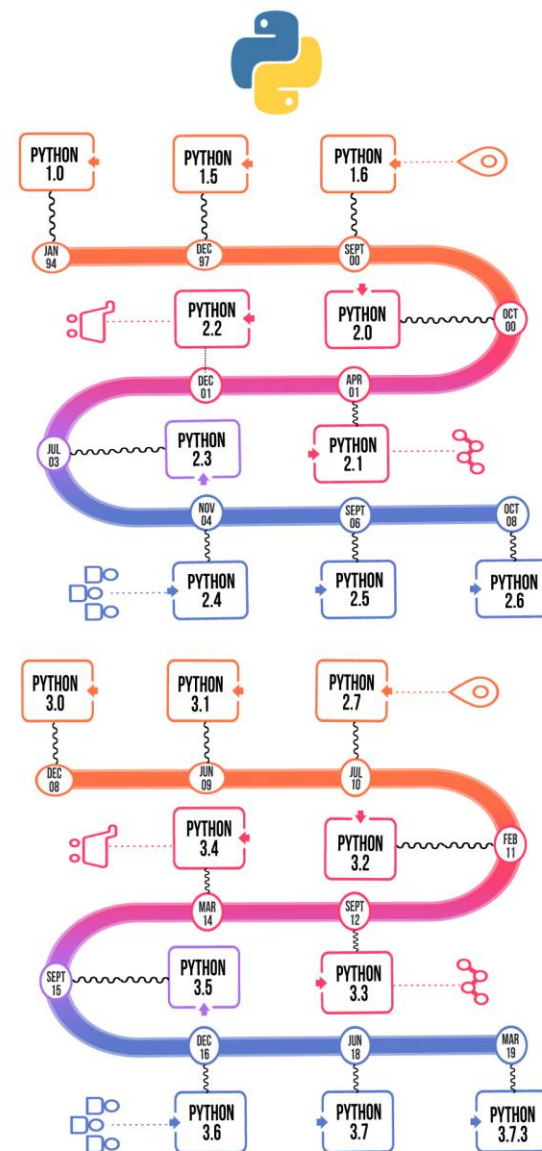 PYTHON
1.0
PYTHON
1.5
PYTHON
1.6
JAN
94
DEC
97
SEPT
00
PYTHON
2.2
PYTHON
2.0
OCT
00
DEC
01
APR
01
JUL
03
PYTHON
2.3
PYTHON
2.1
NOV
04
SEPT
06
OCT
08
PYTHON
2.4
PYTHON
2.5
PYTHON
2.6
PYTHON
3.0
PYTHON
3.1
PYTHON
2.7
DEC
08
JUN
09
JUL
10
PYTHON
3.4
PYTHON
3.2
FEB
11
MAR
14
SEPT
12
SEPT
15
PYTHON
3.5
PYTHON
3.3
DEC
16
JUN
18
MAR
19
PYTHON
3.6
PYTHON
3.7
PYTHON
3.7.3